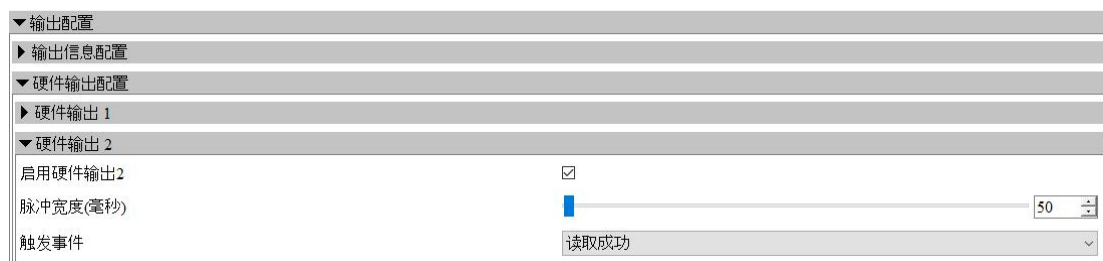 输出配置
输出信息配置
硬件输出配置
硬件输出 1
硬件输出 2
启用硬件输出2
脉冲宽度(毫秒) 50
触发事件 读取成功